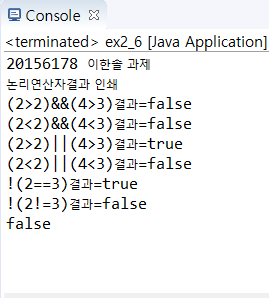 Console
<terminated> ex2_6 [Java Application]
20156178 이한솔 과제
논리연산자결과 인쇄
(2>2)&&(4>3)결과=false
(2<2)&&(4<3)결과=false
(2>2)||(4>3)결과=true
(2<2)||(4<3)결과=false
!(2==3)결과=true
!(2!=3)결과=false
false